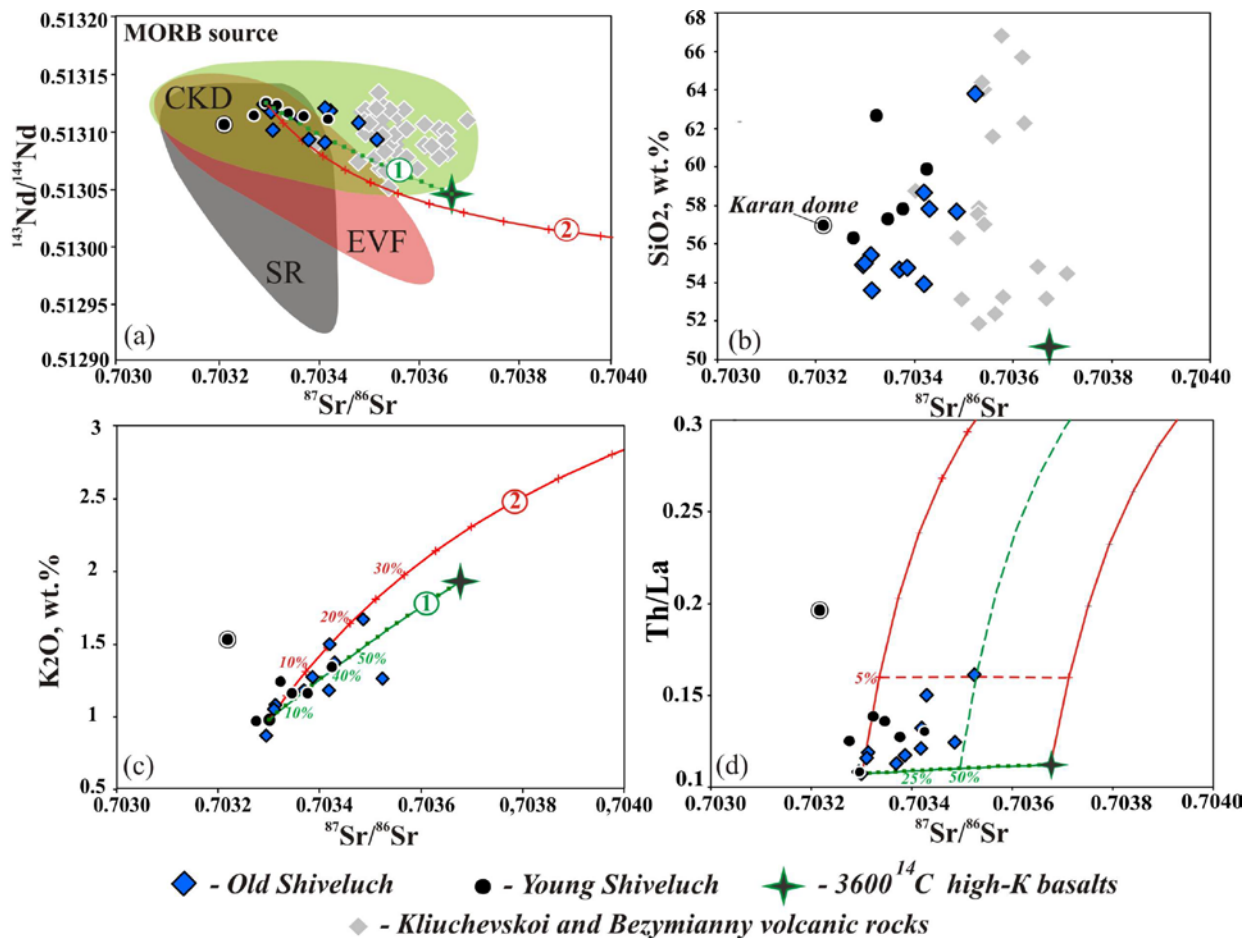 MORB source
CKD
SR
EVF
1
2
(a)
0.51320
0.51315
0.51310
0.51305
0.51300
0.51295
0.51290
¹⁴³Nd/¹⁴⁴Nd
0.7030 0.7032 0.7034 0.7036 0.7038 0.7040
⁸⁷Sr/⁸⁶Sr
68
66
64
62
60
58
56
54
52
50
SiO2, wt.%
Karan dome
(b)
0.7030 0.7032 0.7034 0.7036 0.7038 0,7040
⁸⁷Sr/⁸⁶Sr
3
2.5
2
1.5
1
0.5
K2O, wt.%
2
30%
20%
10%
1
50%
40%
10%
(c)
0.7030 0.7032 0.7034 0.7036 0,7038 0,7040
⁸⁷Sr/⁸⁶Sr
0.3
0.25
0.2
0.15
0.1
Th/La
5%
25% 50%
(d)
0.7030 0.7032 0.7034 0.7036 0.7038 0.7040
⁸⁷Sr/⁸⁶Sr
- Old Shiveluch - Young Shiveluch - 3600 ¹⁴C high-K basalts
- Kliuchevskoi and Bezymianny volcanic rocks